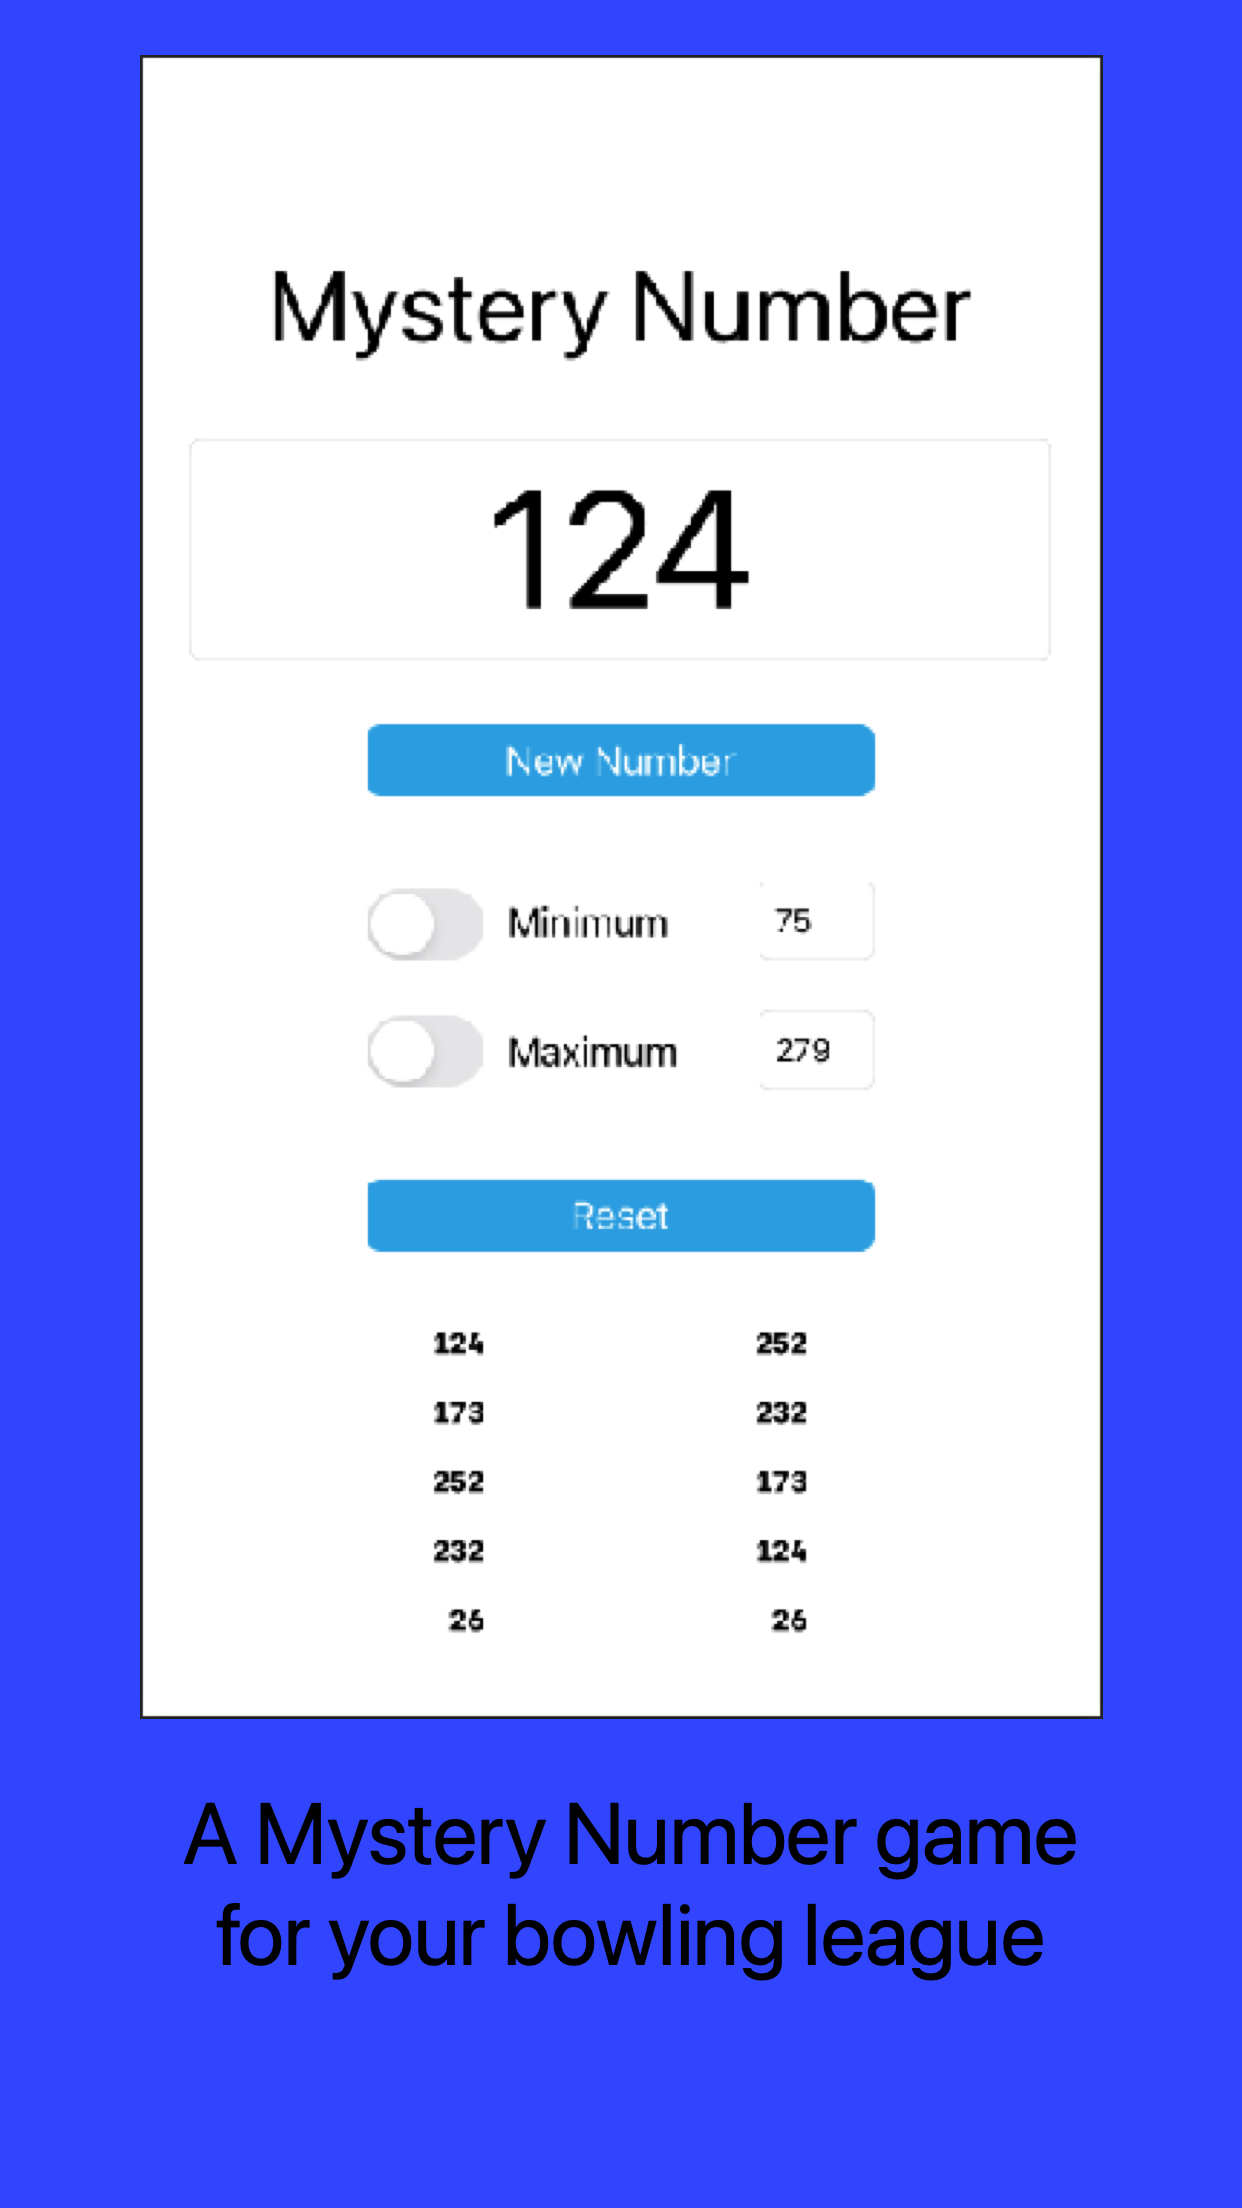 Mystery Number
124
New Number
Minimum 75
Maximum 279
Reset
124 252
173 232
252 173
232 124
26 26
A Mystery Number game
for your bowling league